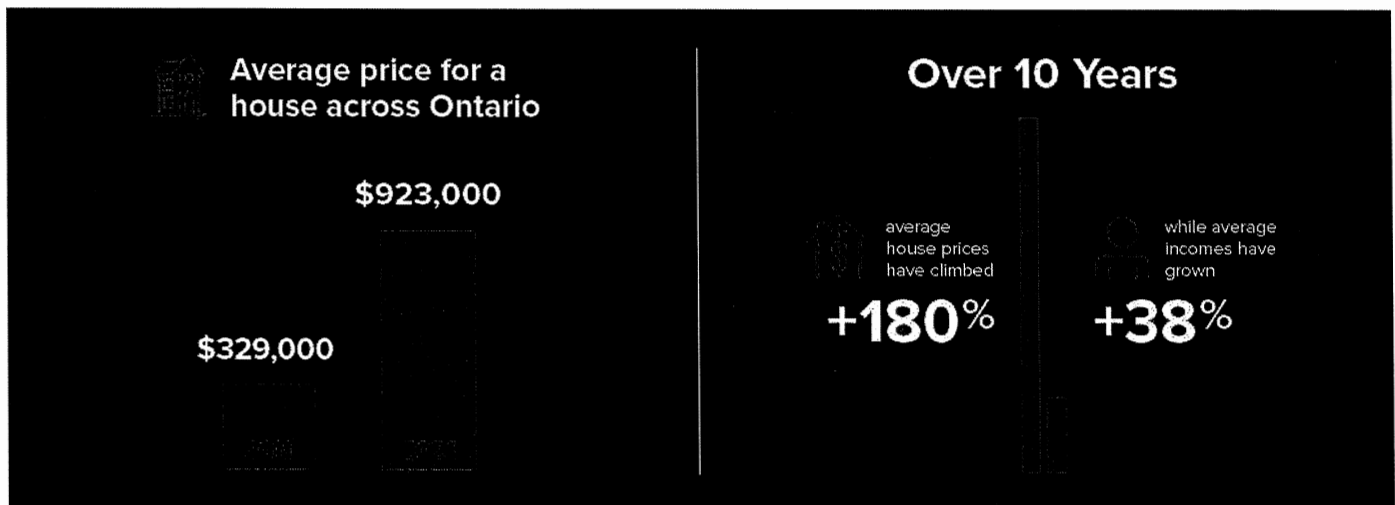 Average price for a
house across Ontario
$923,000
$329,000
Over 10 Years
average
house prices
have climbed
+180%
while average
incomes have
grown
+38%